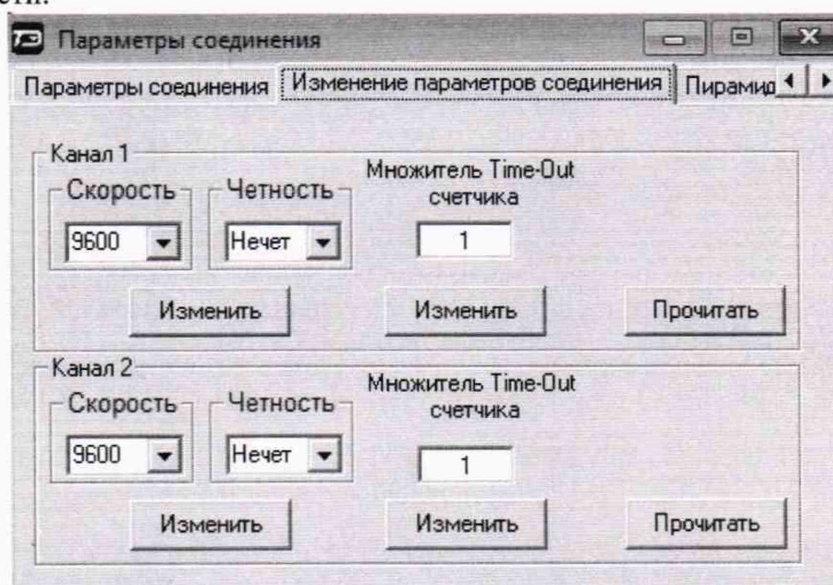 Параметры соединения
Параметры соединения Изменение параметров соединения
Канал 1
Скорость Четность Множитель Time-Out
счетчика
9600 Нечет 1
Изменить Изменить Прочитать
Канал 2
Скорость Четность Множитель Time-Out
счетчика
9600 Нечет 1
Изменить Изменить Прочитать